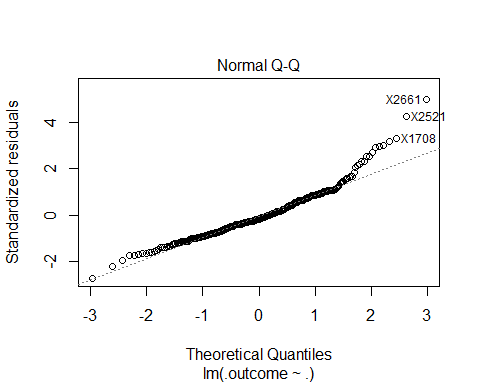 Normal Q-Q
Standardized residuals
4
2
0
-2
X2661
X2521
X1708
-3 -2 -1 0 1 2 3
Theoretical Quantiles
lm(.outcome ~ .)